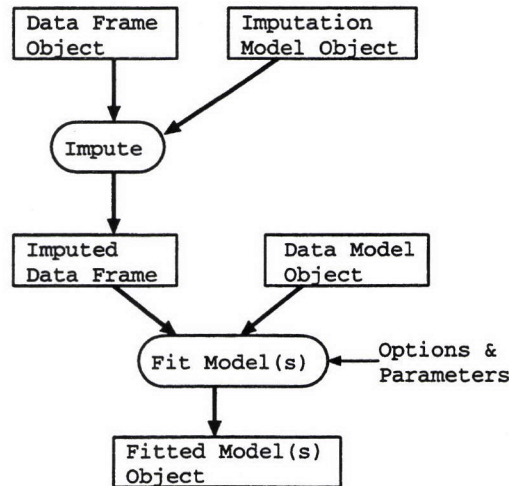 Data Frame
Object
Imputation
Model Object
Impute
Imputed
Data Frame
Data Model
Object
Fit Model(s)
Options &
Parameters
Fitted Model(s)
Object